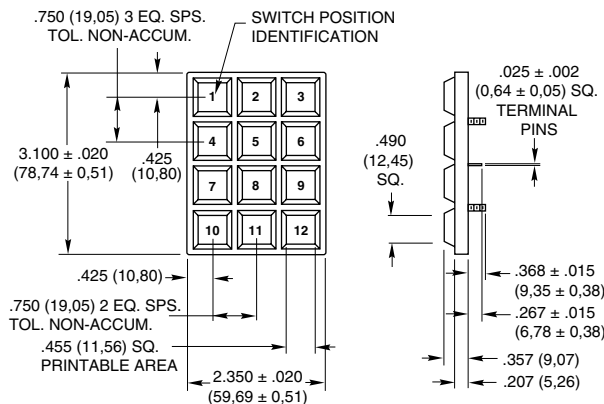 .750 (19,05) 3 EQ. SPS.
TOL. NON-ACCUM.
SWITCH POSITION
IDENTIFICATION
.425
(10,80)
3.100 ± .020
(78,74 ± 0,51)
1 2 3
4 5 6
7 8 9
10 11 12
.425 (10,80)
.750 (19,05) 2 EQ. SPS.
TOL. NON-ACCUM.
.455 (11,56) SQ.
PRINTABLE AREA
2.350 ± .020
(59,69 ± 0,51)
.025 ± .002
(0,64 ± 0,05) SQ.
TERMINAL
PINS
.490
(12,45)
SQ.
.368 ± .015
(9,35 ± 0,38)
.267 ± .015
(6,78 ± 0,38)
.357 (9,07)
.207 (5,26)